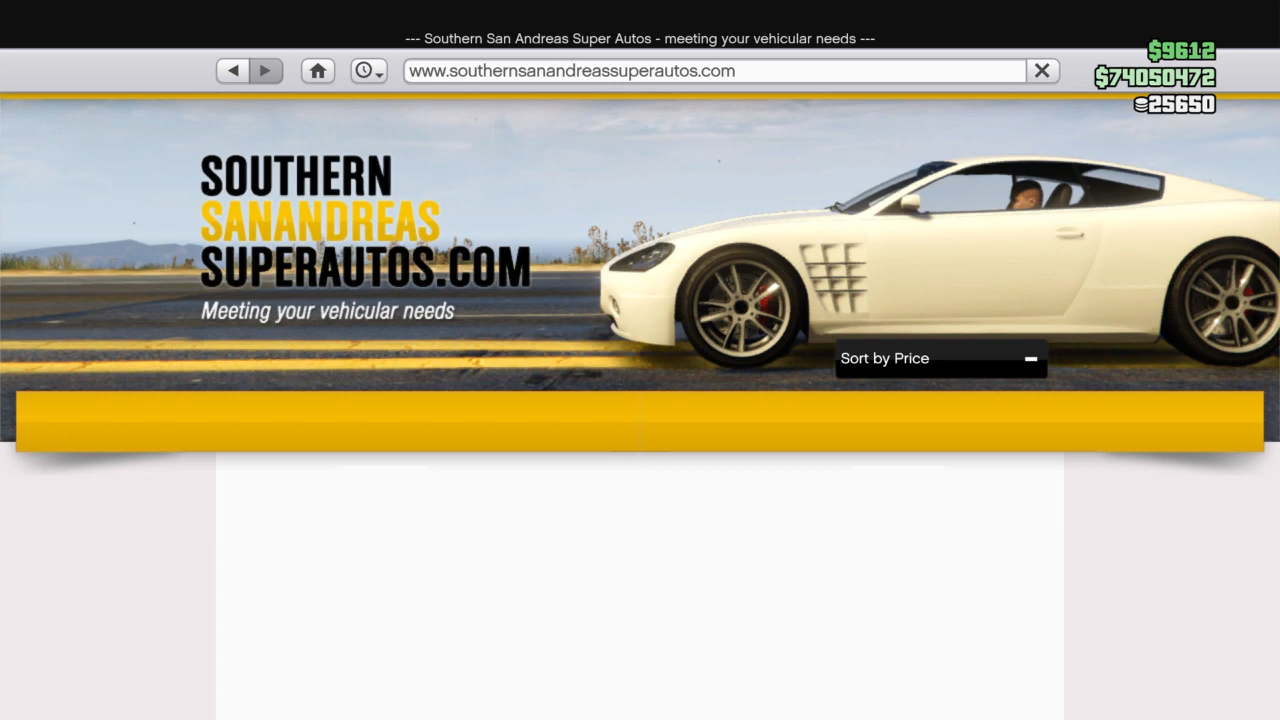 --- Southern San Andreas Super Autos - meeting your vehicular needs ---
$9612
www.southernsanandreassuperautos.com
$74050472
25650
SOUTHERN
SANANDREAS
SUPERAUTOS.COM
Meeting your vehicular needs
Sort by Price